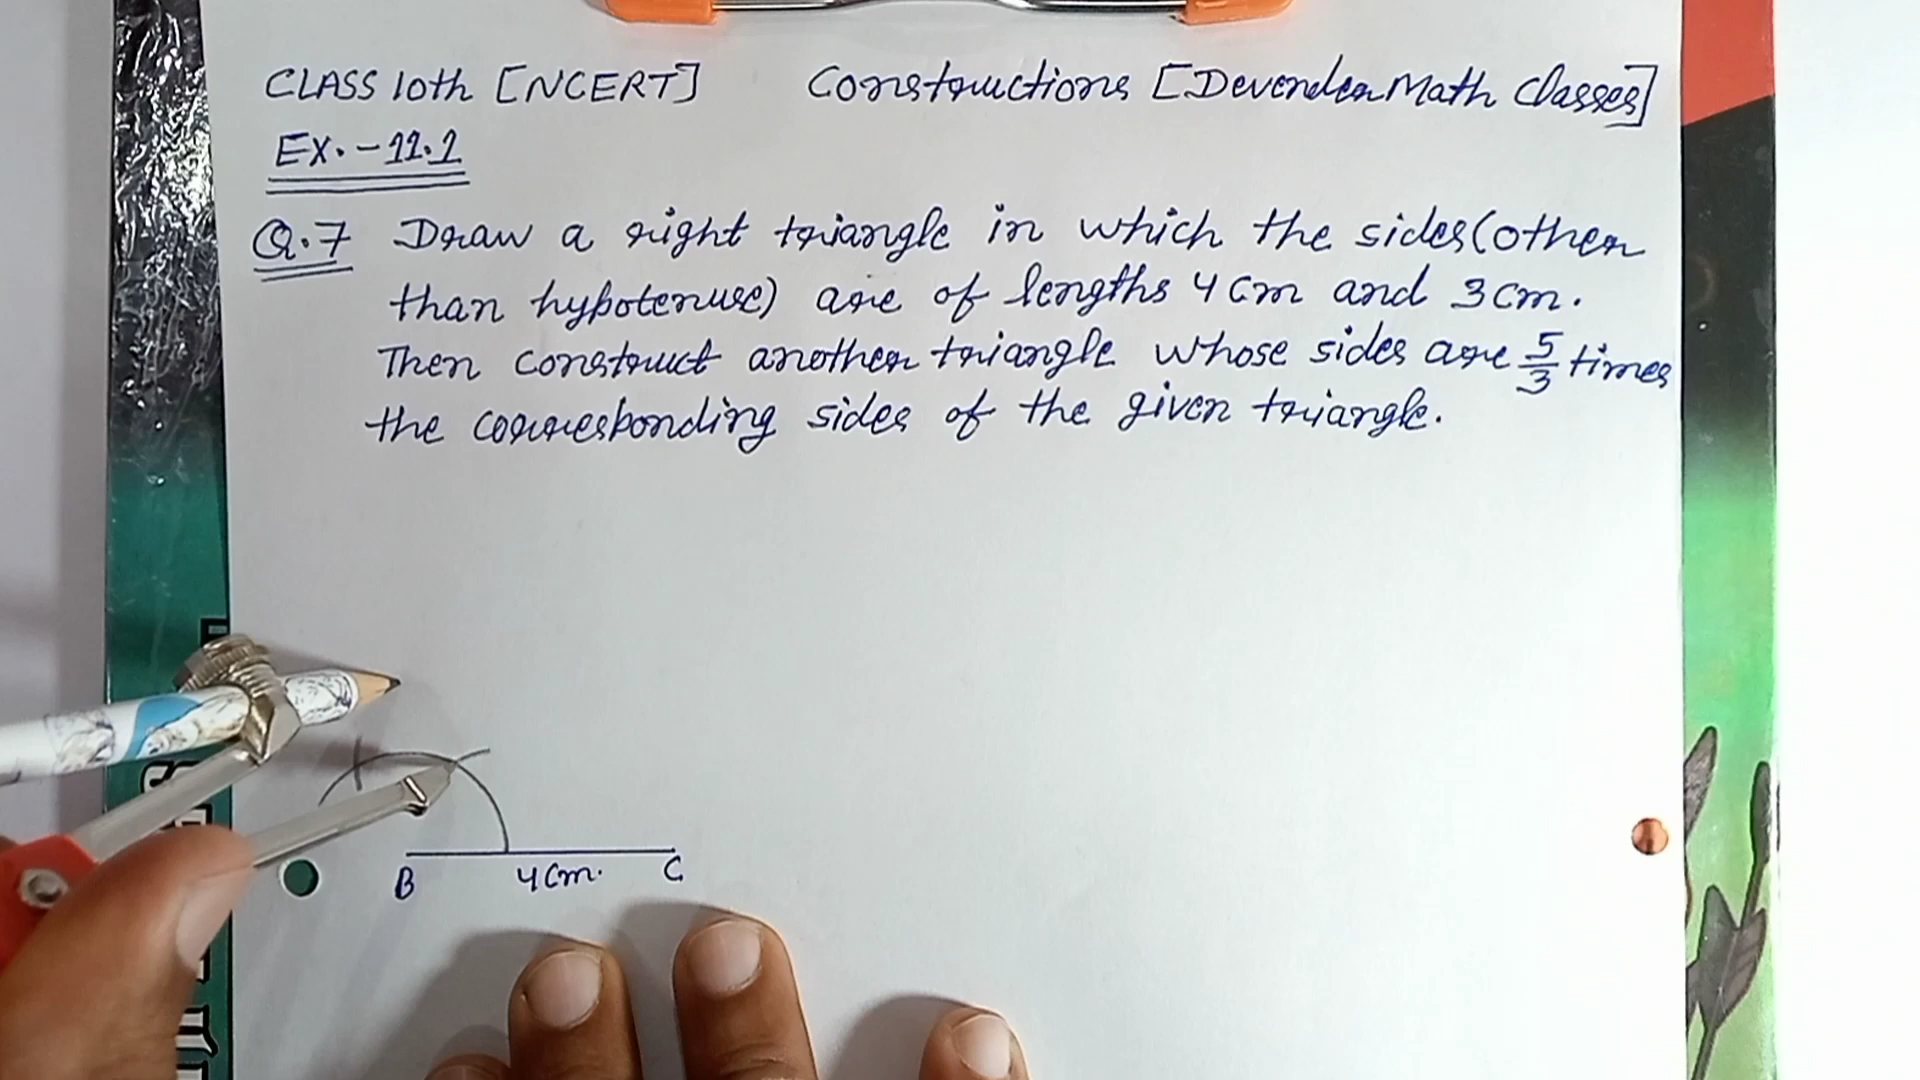 CLASS 10th [NCERT] Constructions [Devender Math Classes]
Ex. - 11.1
Q.7 Draw a right triangle in which the sides (other
than hypotenuse) are of lengths 4 cm and 3 cm.
Then construct another triangle whose sides are 5/3 times
the corresponding sides of the given triangle.
B 4 cm. C